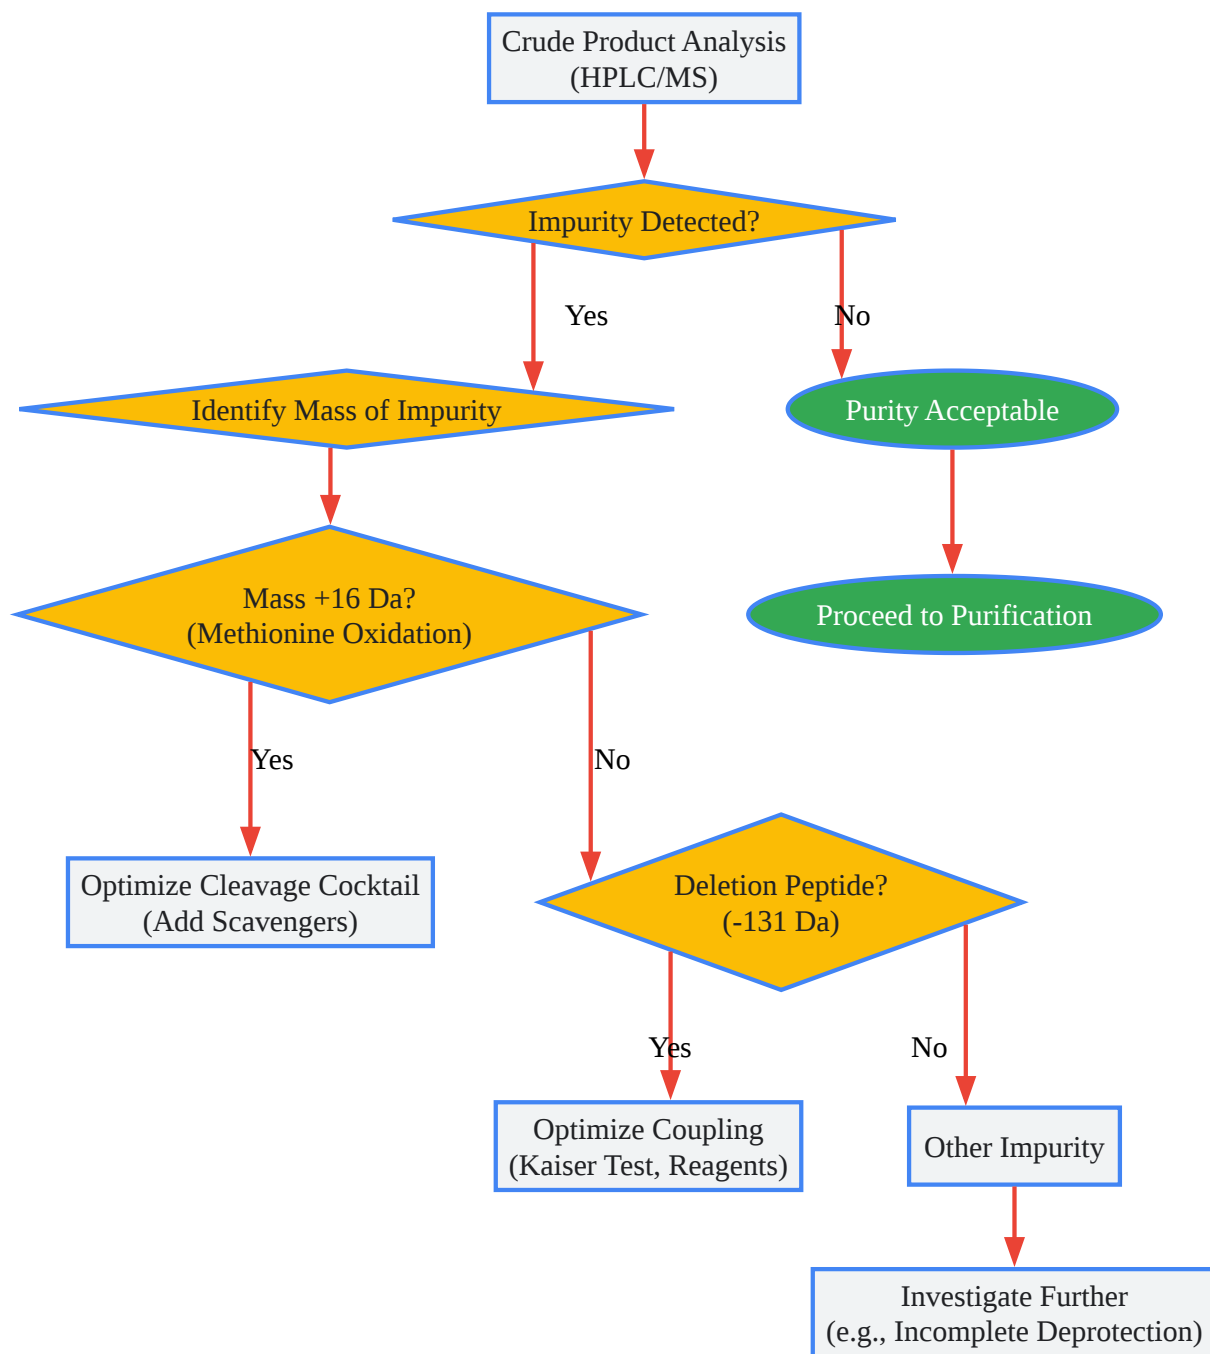 Crude Product Analysis
(HPLC/MS)
Impurity Detected?
Yes
No
Identify Mass of Impurity
Purity Acceptable
Mass +16 Da?
(Methionine Oxidation)
Proceed to Purification
Yes
No
Optimize Cleavage Cocktail
(Add Scavengers)
Deletion Peptide?
(-131 Da)
Yes
No
Optimize Coupling
(Kaiser Test, Reagents)
Other Impurity
Investigate Further
(e.g., Incomplete Deprotection)